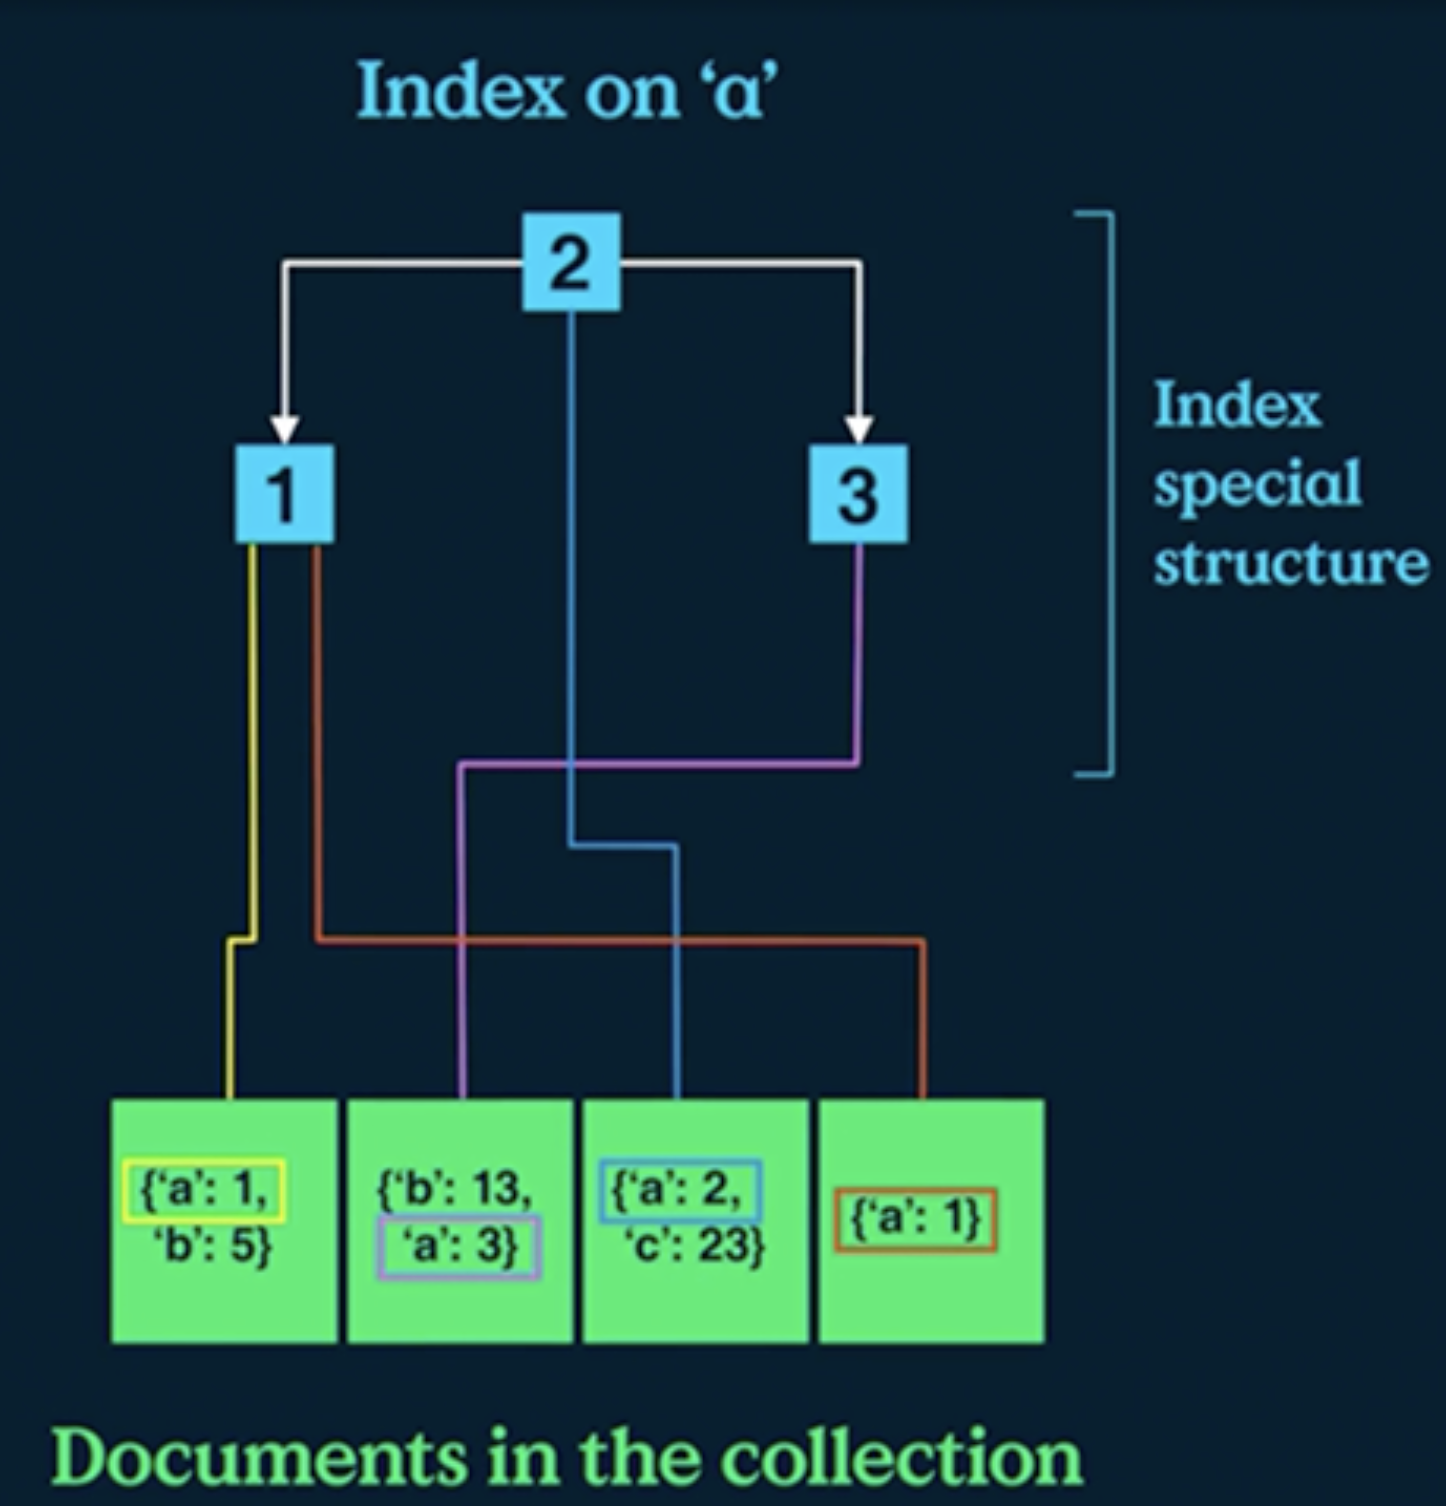 Index on ‘a’
2
1
3
Index
special
structure
{‘a’: 1,
‘b’: 5}
{‘b’: 13,
‘a’: 3}
{‘a’: 2,
‘c’: 23}
{‘a’: 1}
Documents in the collection